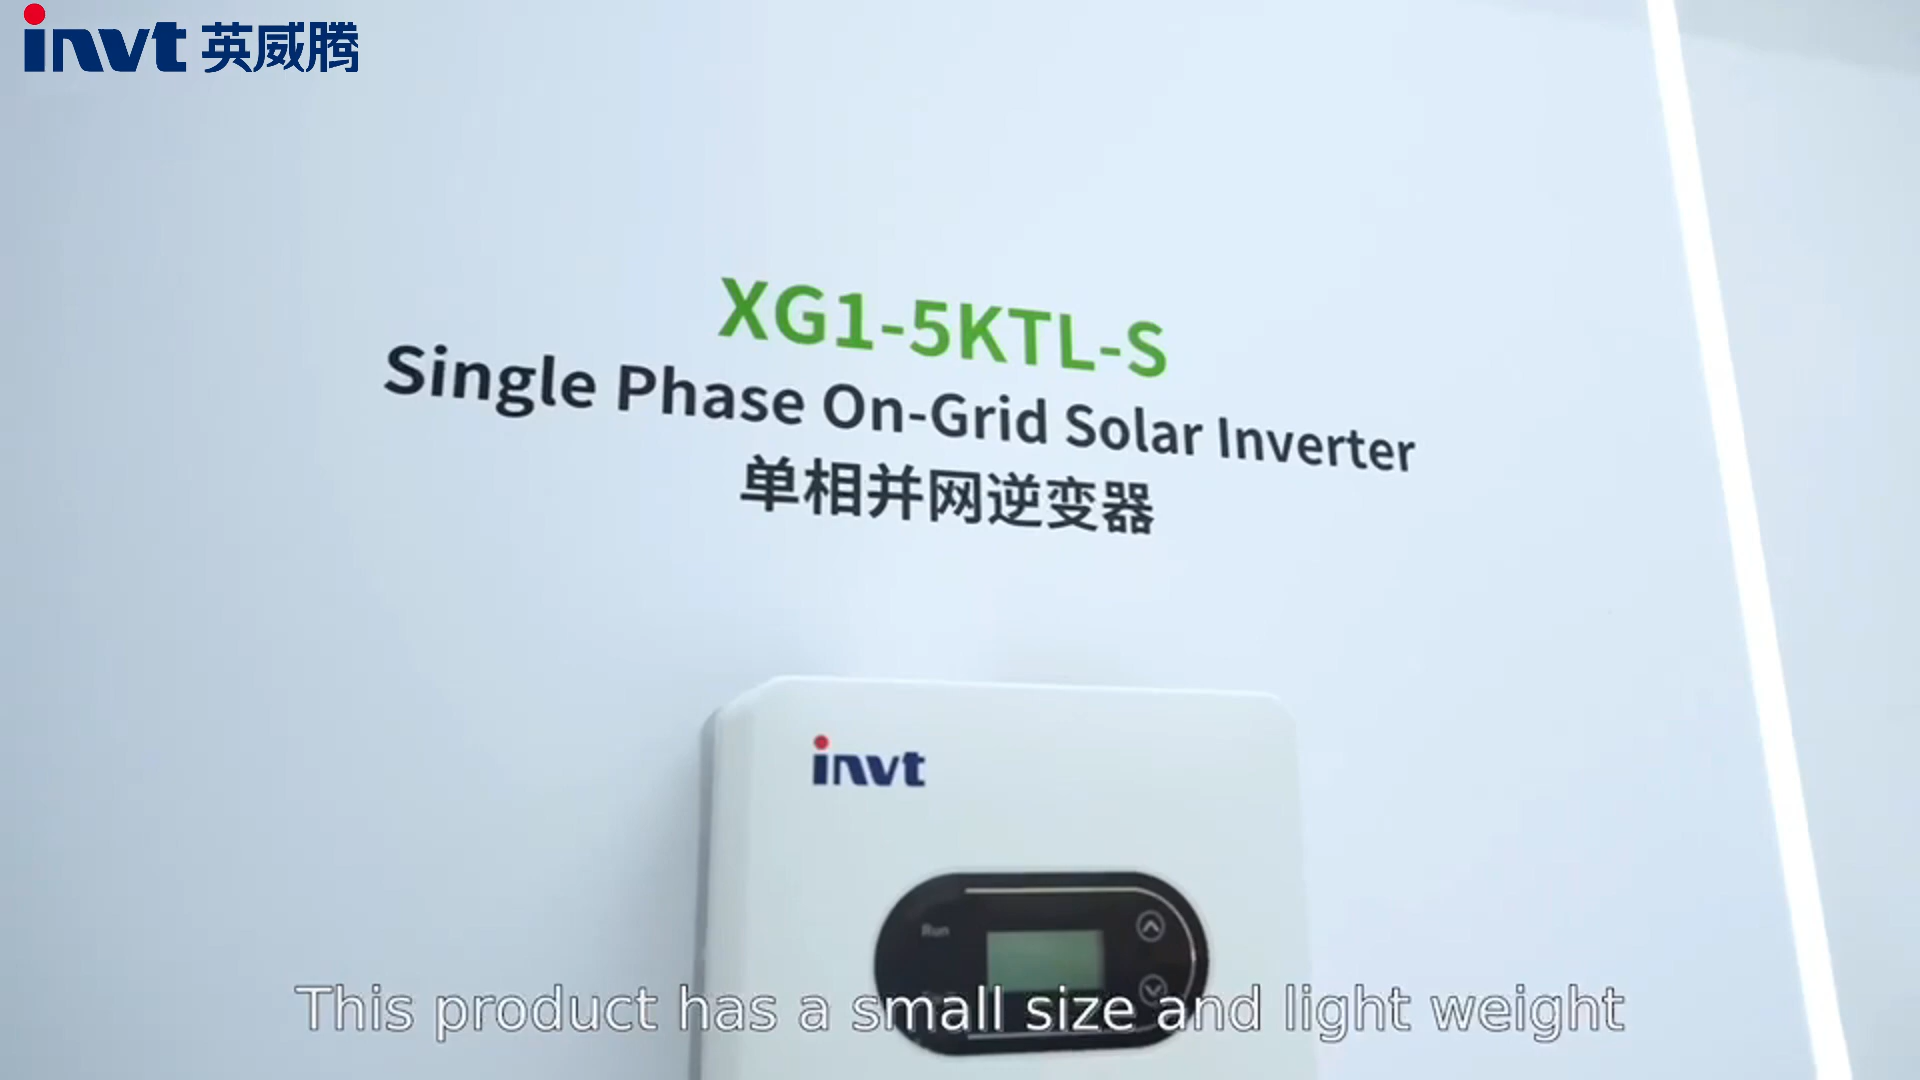 invt 英威腾
XG1-5KTL-S
Single Phase On-Grid Solar Inverter
单相并网逆变器
invt
Run
This product has a small size and light weight